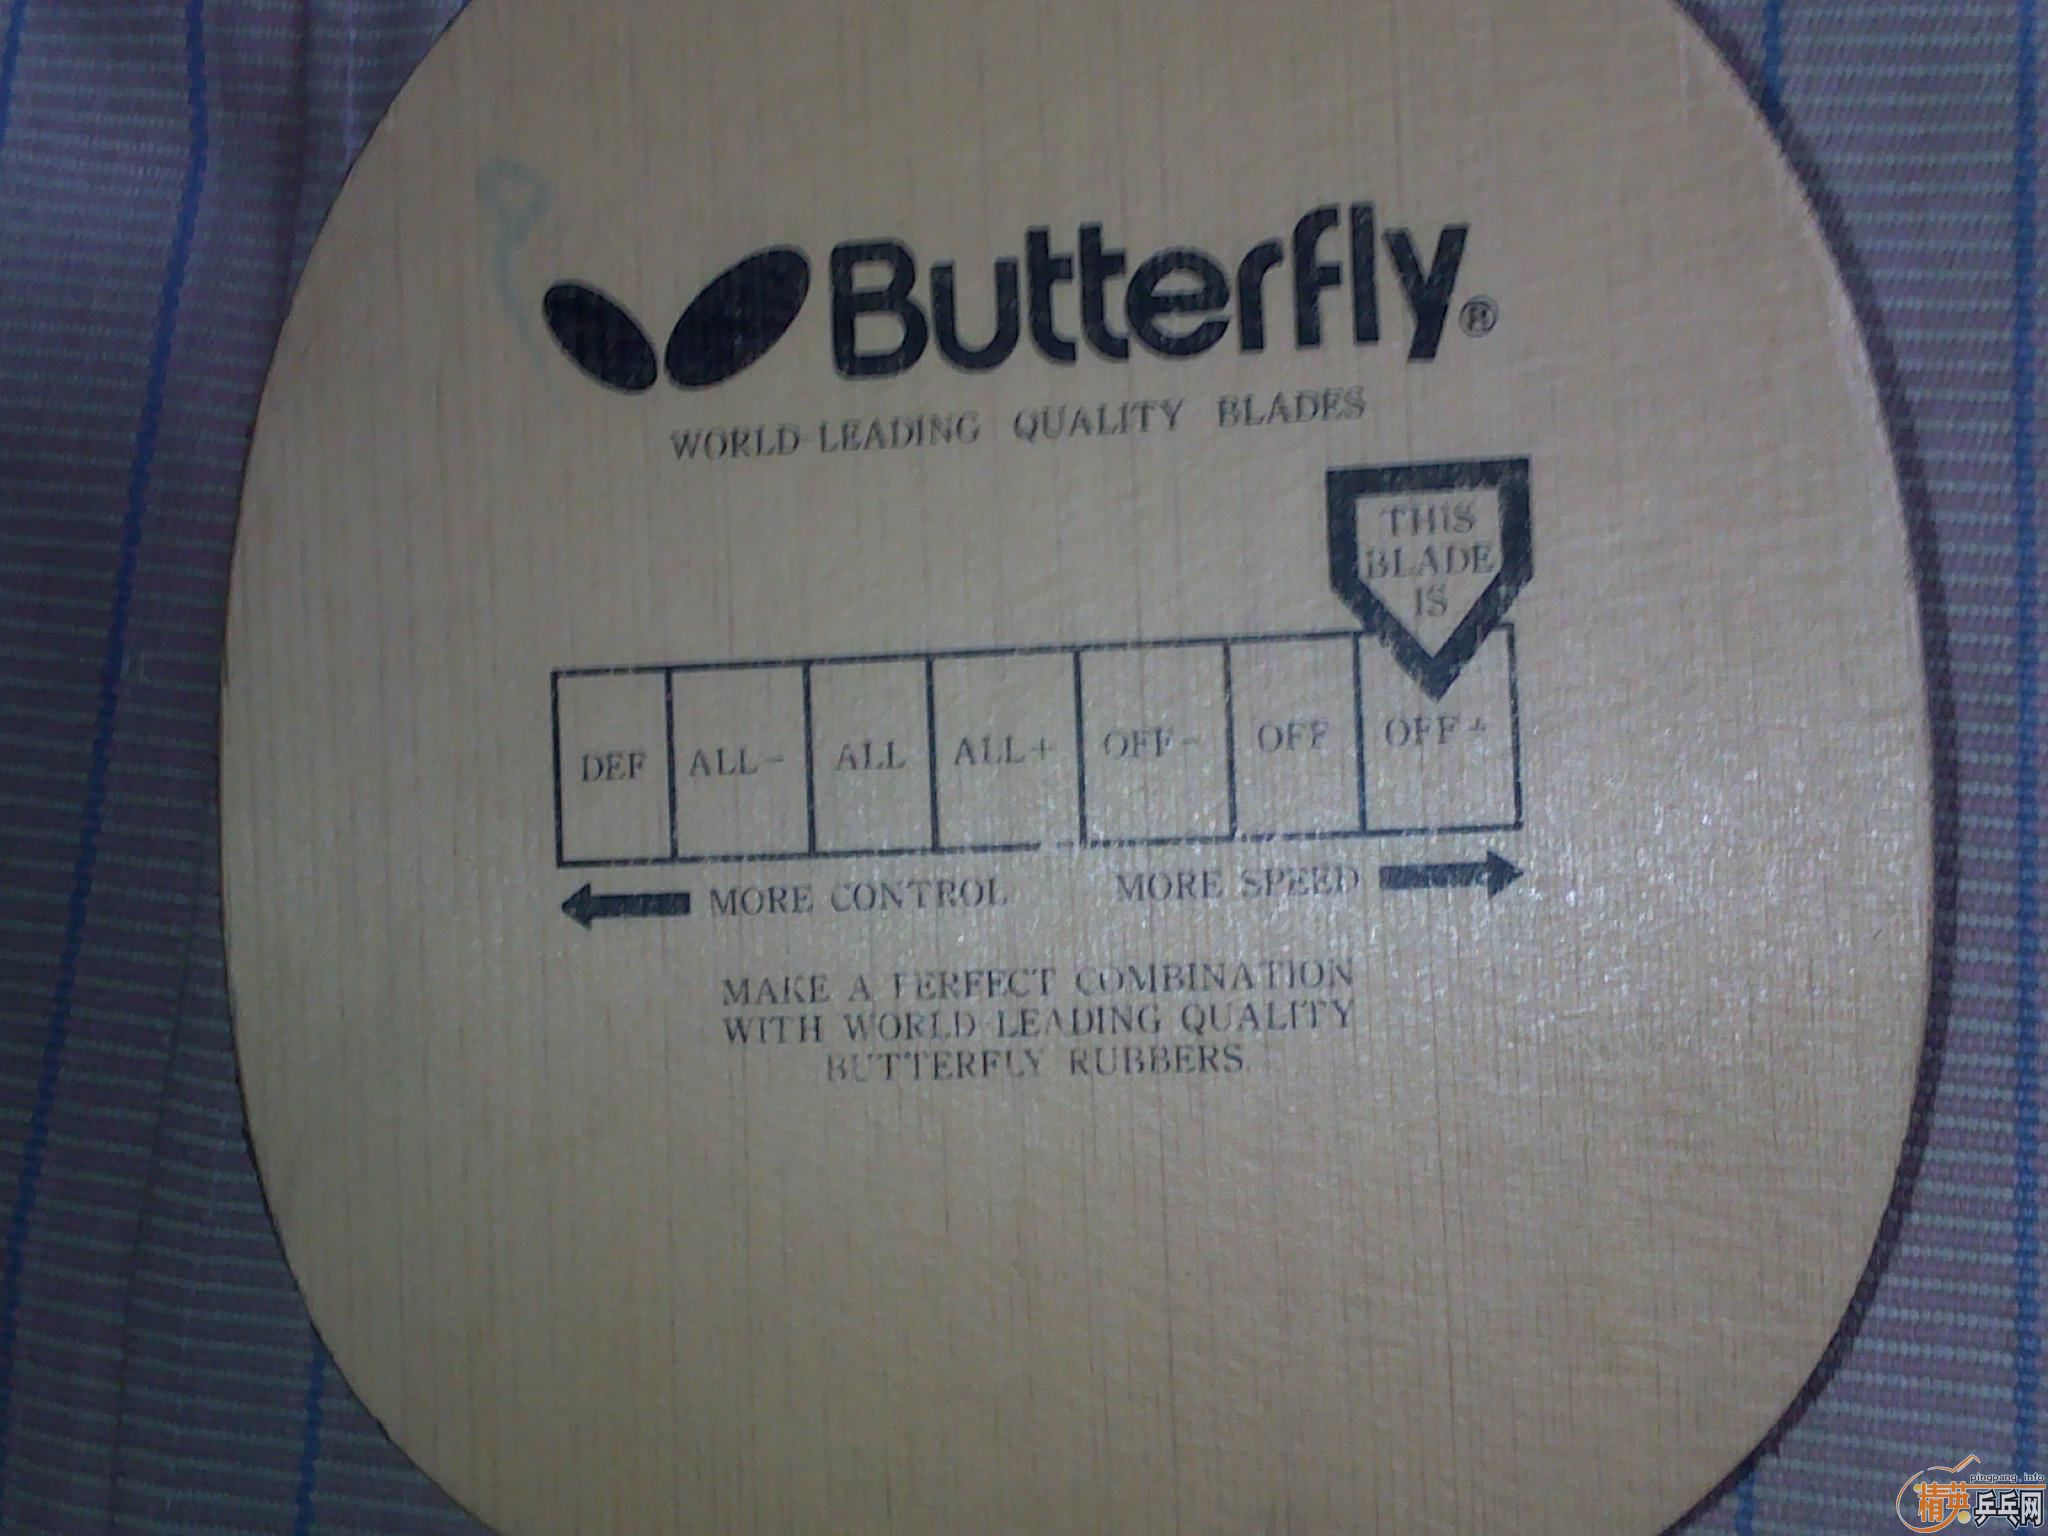 Butterfly®
WORLD-LEADING QUALITY BLADES
THIS
BLADE
IS
DEF ALL- ALL ALL+ OFF- OFF OFF+
MORE CONTROL MORE SPEED
MAKE A PERFECT COMBINATION
WITH WORLD LEADING QUALITY
BUTTERFLY RUBBERS.
pingpang.info
精英乒乓网